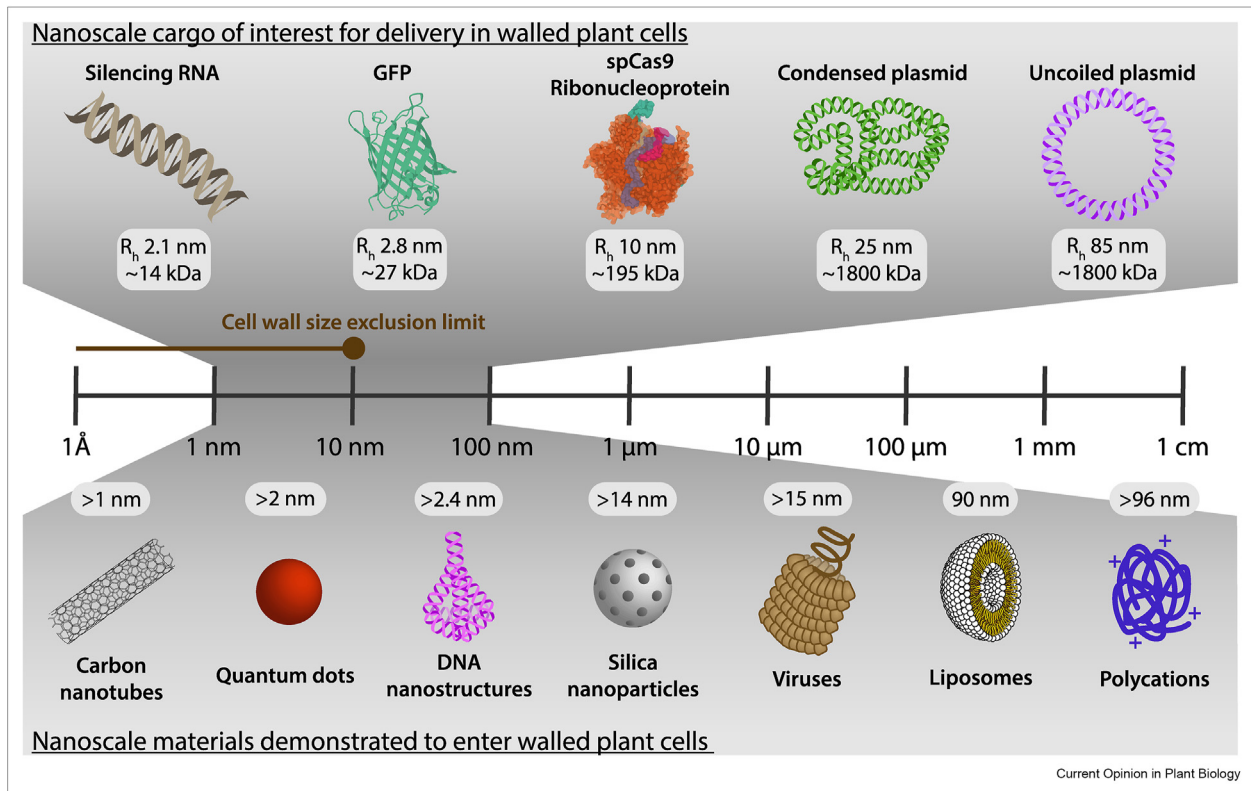 Nanoscale cargo of interest for delivery in walled plant cells
Silencing RNA
GFP
spCas9
Ribonucleoprotein
Condensed plasmid
Uncoiled plasmid
Rh 2.1 nm
~14 kDa
Rh 2.8 nm
~27 kDa
Rh 10 nm
~195 kDa
Rh 25 nm
~1800 kDa
Rh 85 nm
~1800 kDa
Cell wall size exclusion limit
1Å
1 nm
10 nm
100 nm
1 µm
10 µm
100 µm
1 mm
1 cm
>1 nm
>2 nm
>2.4 nm
>14 nm
>15 nm
90 nm
>96 nm
+
+
+
+
Carbon
nanotubes
Quantum dots
DNA
nanostructures
Silica
nanoparticles
Viruses
Liposomes
Polycations
Nanoscale materials demonstrated to enter walled plant cells
Current Opinion in Plant Biology